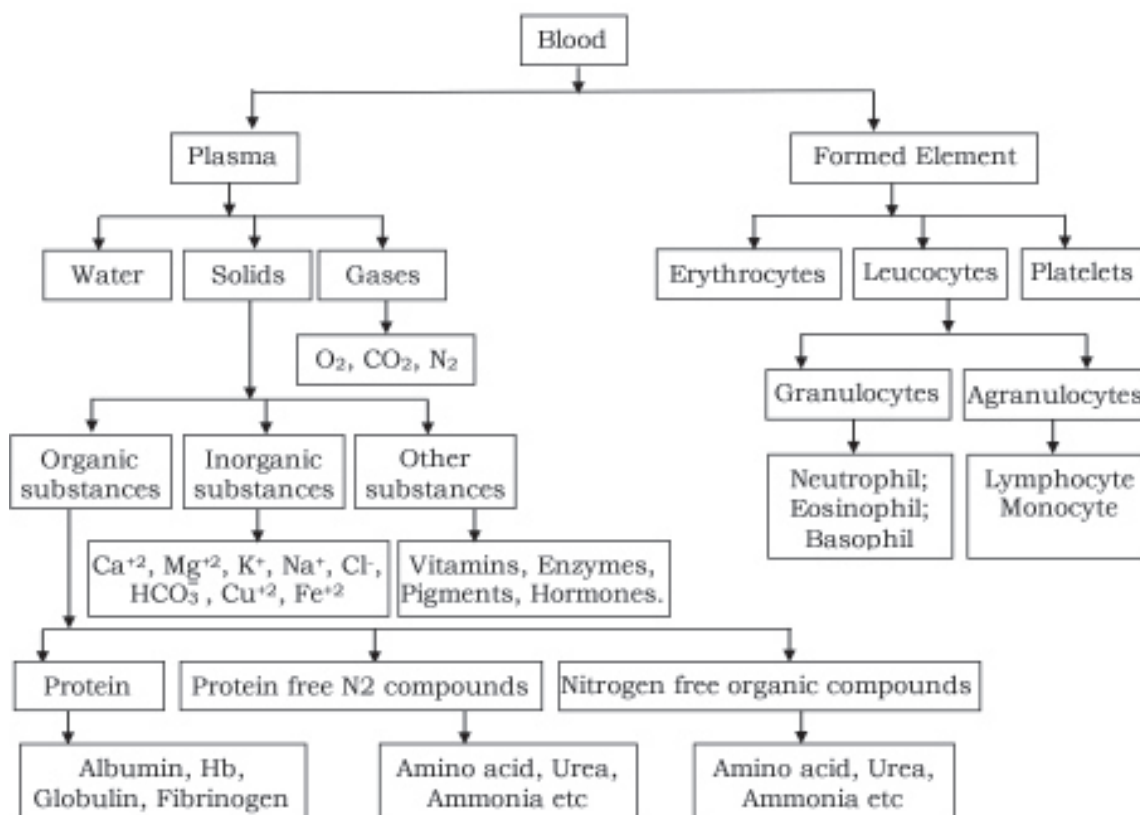 Blood
Plasma
Formed Element
Water
Solids
Gases
Erythrocytes
Leucocytes
Platelets
O₂, CO₂, N₂
Granulocytes
Agranulocytes
Organic
substances
Inorganic
substances
Other
substances
Neutrophil;
Eosinophil;
Basophil
Lymphocyte
Monocyte
Ca⁺², Mg⁺², K⁺, Na⁺, Cl⁻,
HCO₃⁻, Cu⁺², Fe⁺²
Vitamins, Enzymes,
Pigments, Hormones.
Protein
Protein free N2 compounds
Nitrogen free organic compounds
Albumin, Hb,
Globulin, Fibrinogen
Amino acid, Urea,
Ammonia etc
Amino acid, Urea,
Ammonia etc